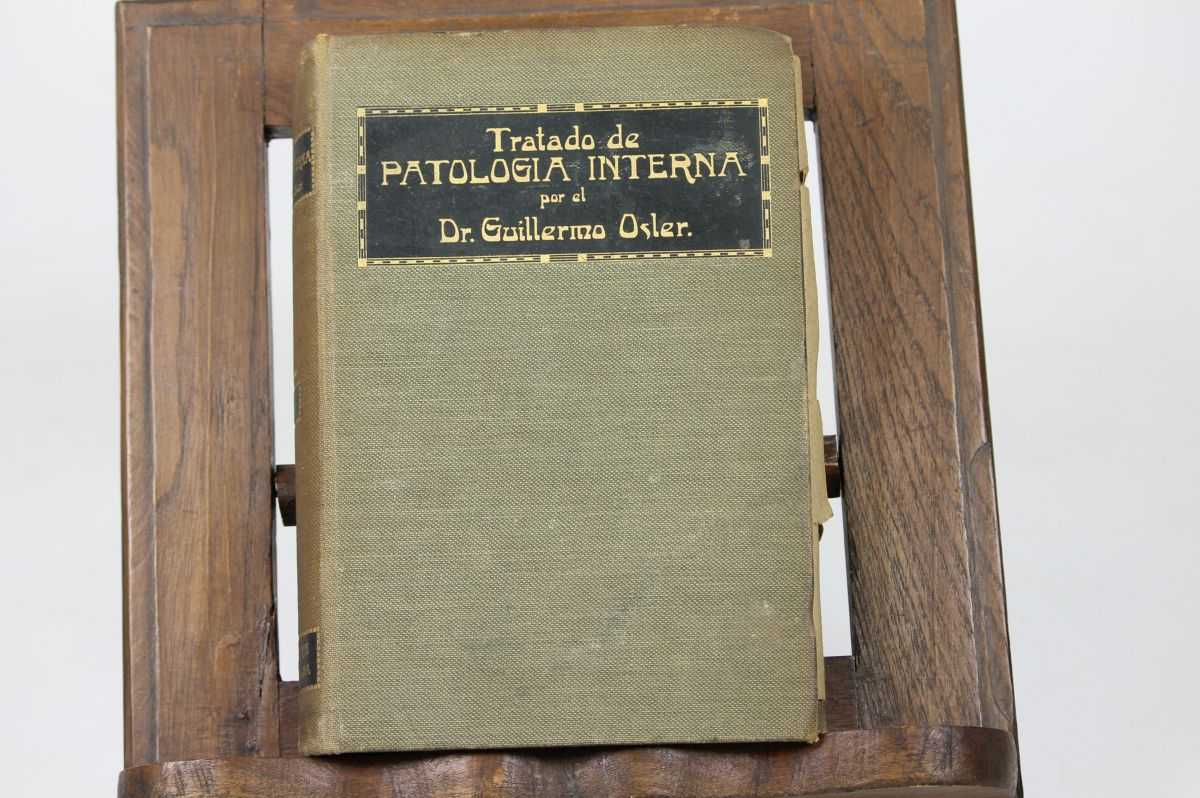 Tratado de
PATOLOGIA INTERNA
por el
Dr. Guillermo Osler.